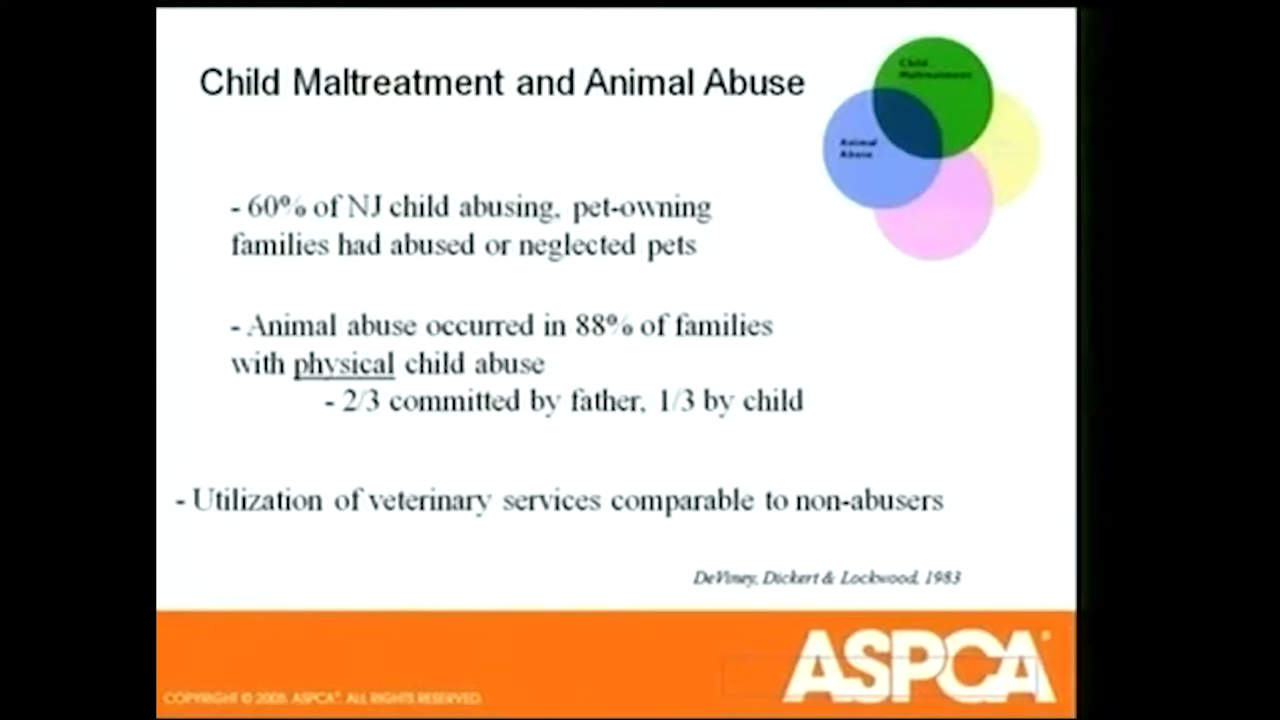 Child Maltreatment and Animal Abuse
Child
Maltreatment
Animal
Abuse
- 60% of NJ child abusing, pet-owning
families had abused or neglected pets
- Animal abuse occurred in 88% of families
with physical child abuse
- 2/3 committed by father, 1/3 by child
- Utilization of veterinary services comparable to non-abusers
DeViney, Dickert & Lockwood, 1983
ASPCA®
COPYRIGHT © 2005. ASPCA®. ALL RIGHTS RESERVED.